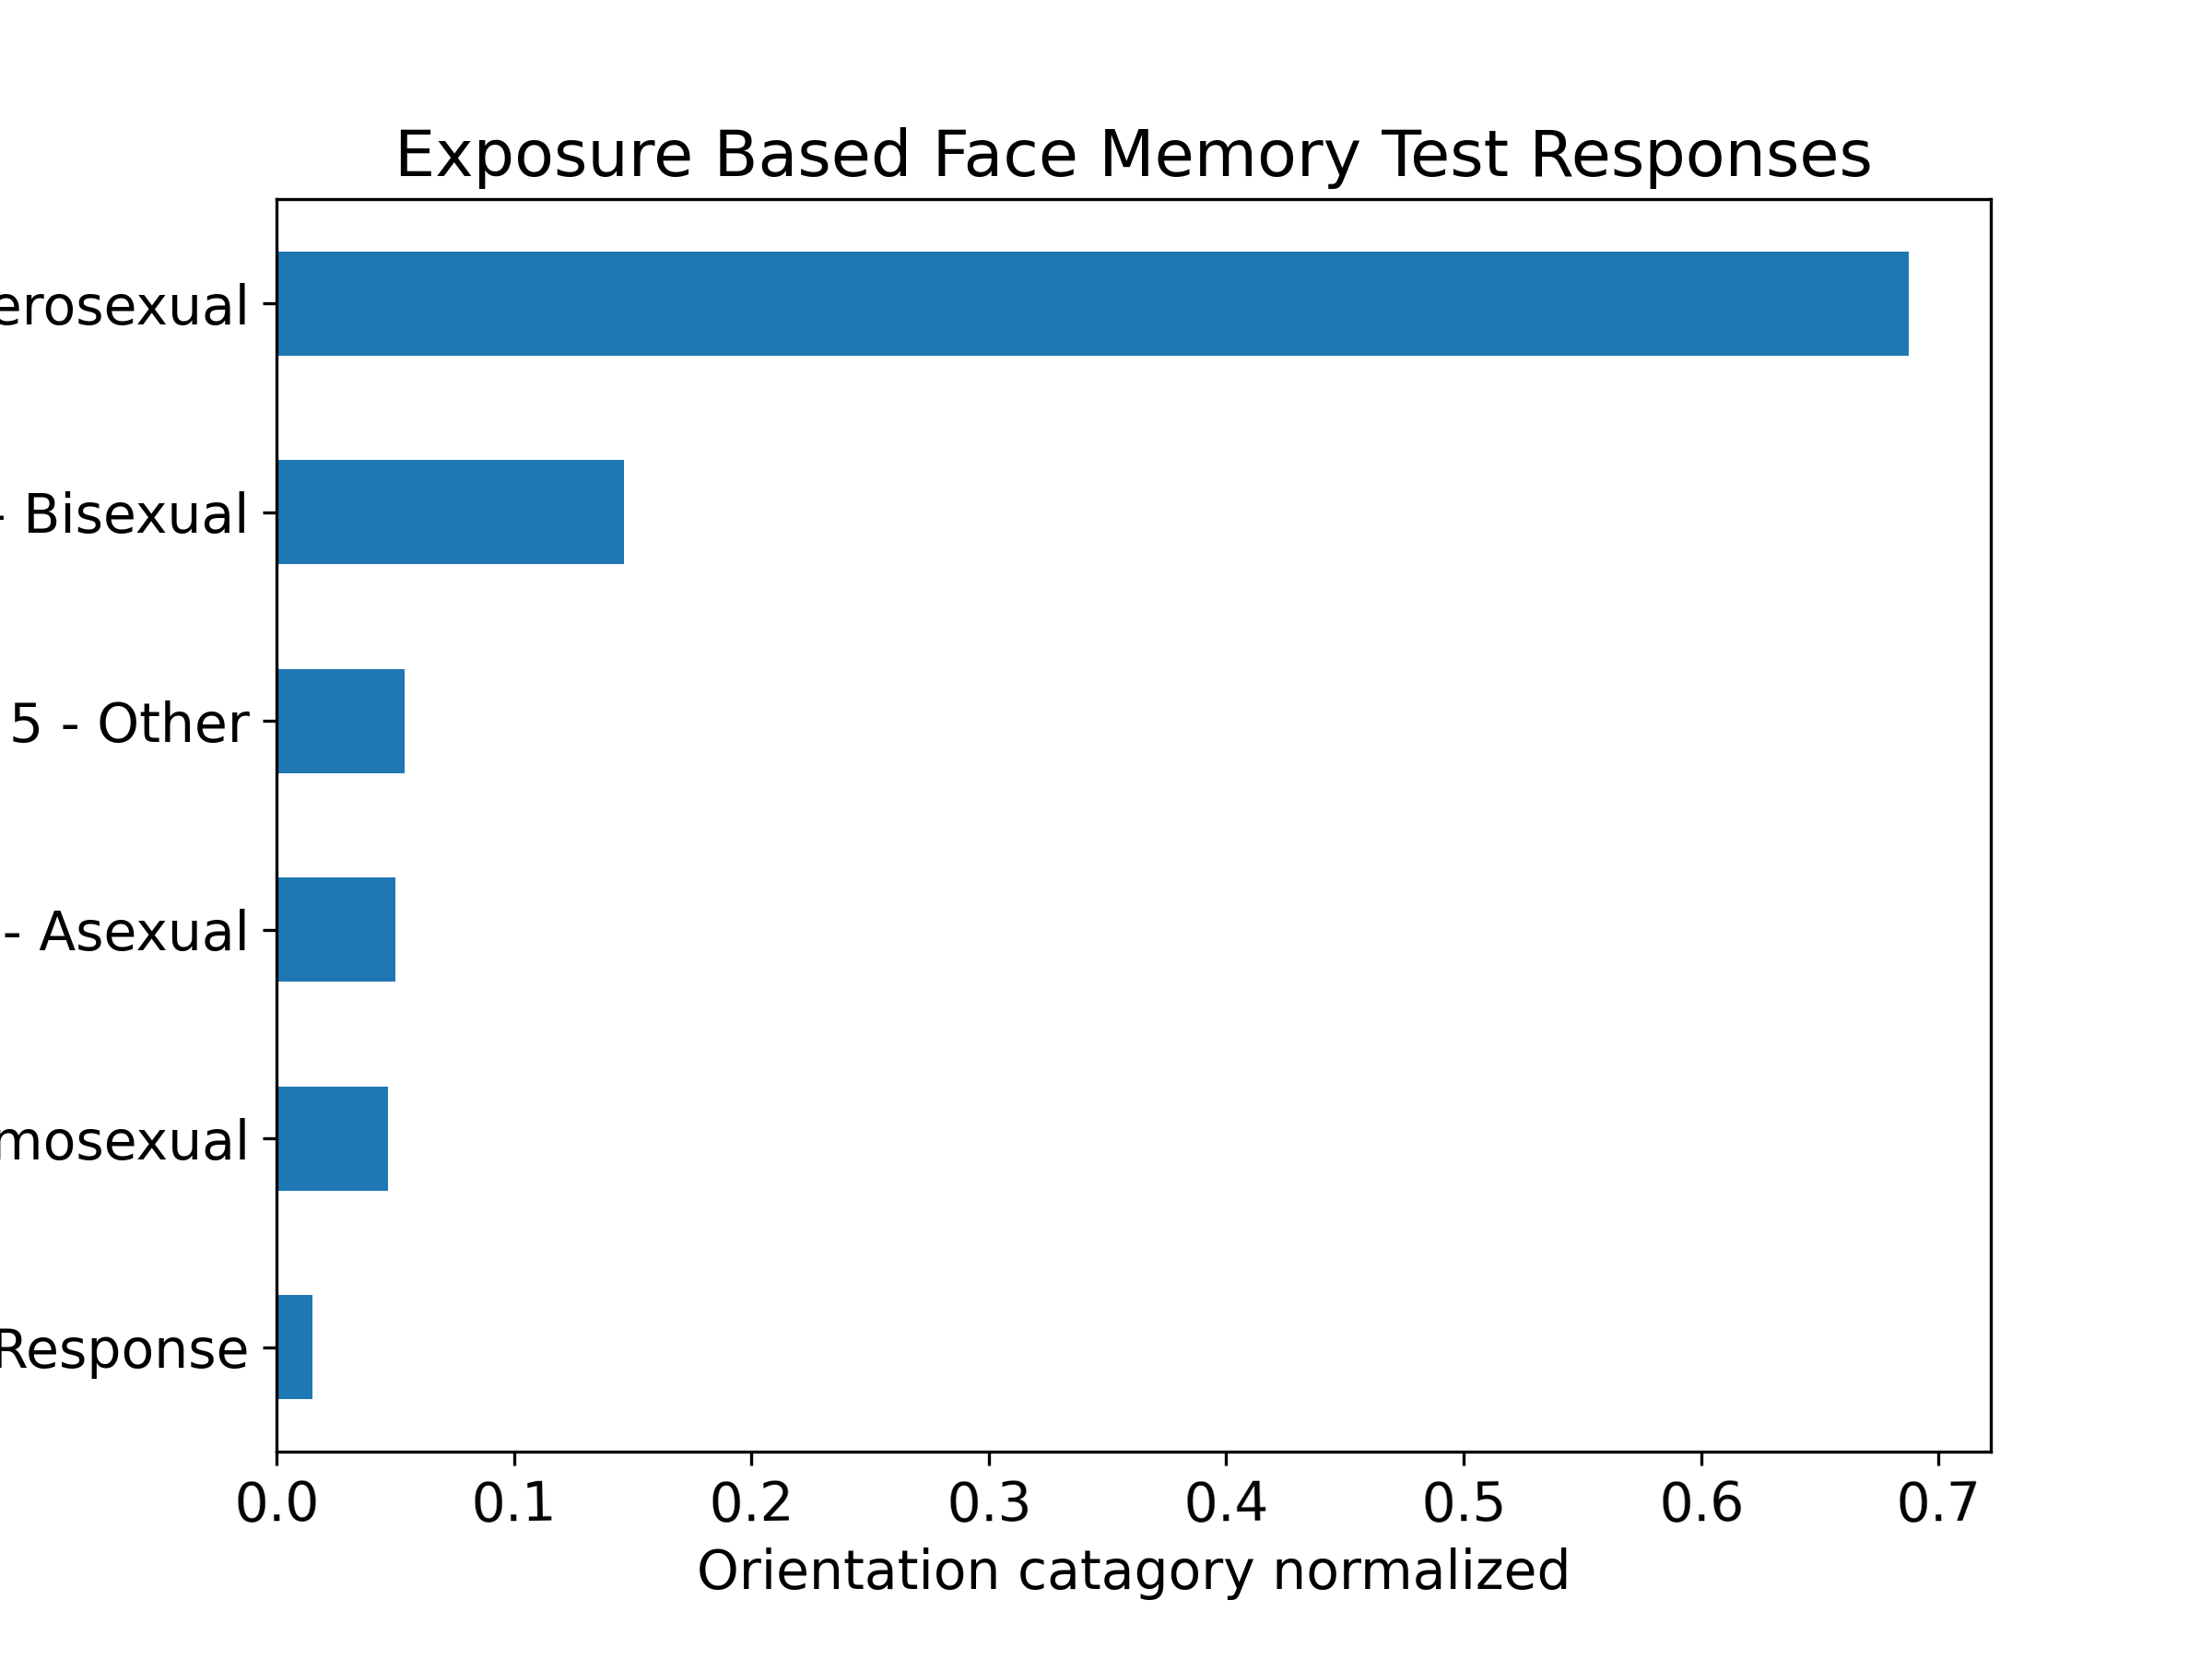 Exposure Based Face Memory Test Responses
erosexual
- Bisexual
5 - Other
- Asexual
mosexual
Response
0.0 0.1 0.2 0.3 0.4 0.5 0.6 0.7
Orientation catagory normalized